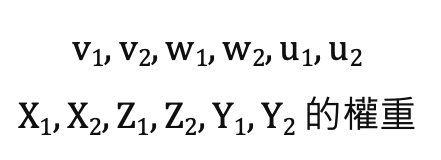 v₁, v₂, w₁, w₂, u₁, u₂
X₁, X₂, Z₁, Z₂, Y₁, Y₂ 的權重